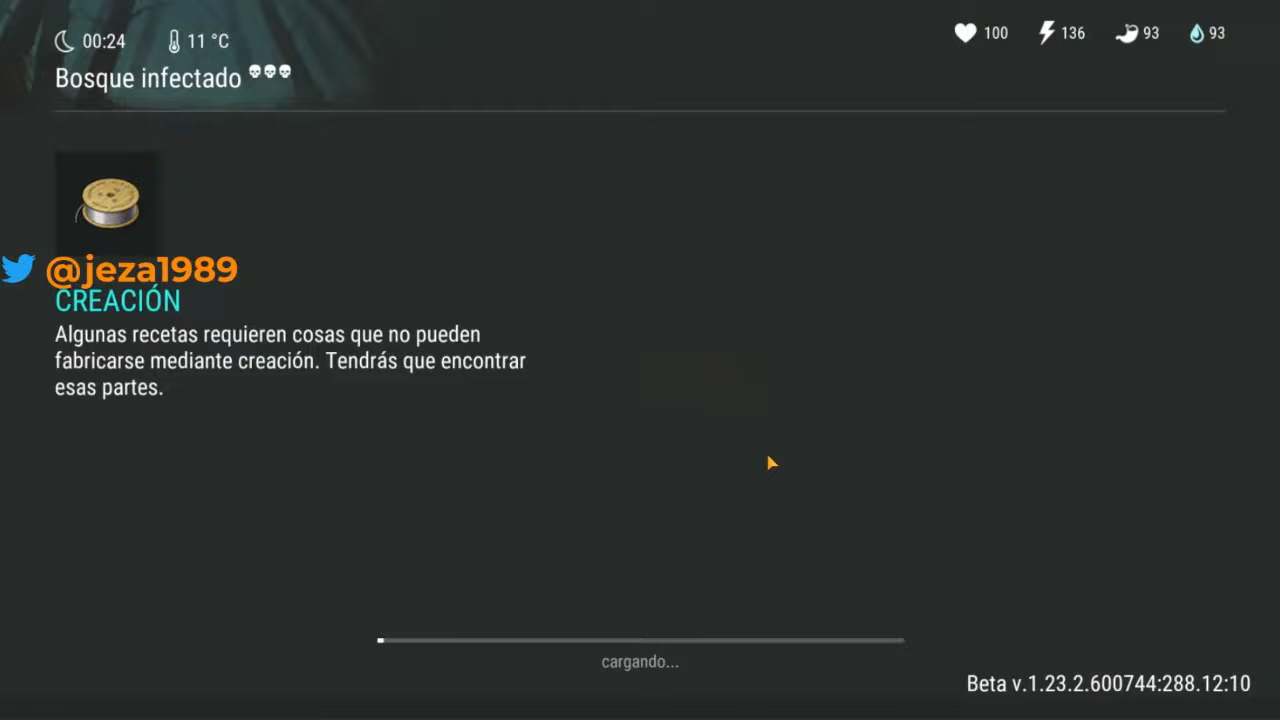 00:24
11 °C
100
136
93
93
Bosque infectado
@jeza1989
CREACIÓN
Algunas recetas requieren cosas que no pueden
fabricarse mediante creación. Tendrás que encontrar
esas partes.
cargando...
Beta v.1.23.2.600744:288.12:10